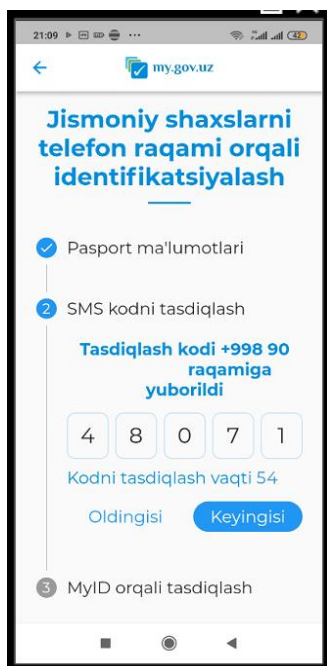 21:09
my.gov.uz
Jismoniy shaxslarni
telefon raqami orqali
identifikatsiyalash
Pasport ma'lumotlari
2 SMS kodni tasdiqlash
Tasdiqlash kodi +998 90
raqamiga
yuborildi
4 8 0 7 1
Kodni tasdiqlash vaqti 54
Oldingisi Keyingisi
3 MyID orqali tasdiqlash